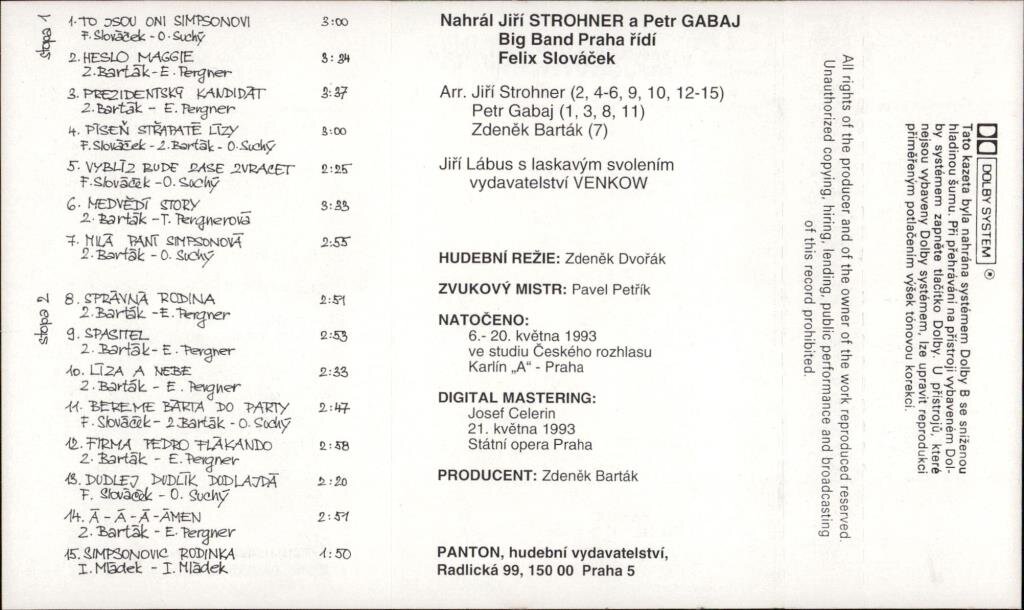 stopa 1
1. TO JSOU ONI SIMPSONOVI 3:00
F. Slováček - O. Suchý
2. HESLO MAGGIE 3:24
Z. Barták - E. Pergner
3. PREZIDENTSKÝ KANDIDÁT 3:37
Z. Barták - E. Pergner
4. PÍSEŇ STŘAPATÉ LÍZY 3:00
F. Slováček - Z. Barták - O. Suchý
5. VYBLÍZ BUDE ZASE ZVRACET 2:25
F. Slováček - O. Suchý
6. MEDVĚDÍ STORY 3:33
Z. Barták - T. Pergnerová
7. MILÁ PANÍ SIMPSONOVÁ 2:55
Z. Barták - O. Suchý
stopa 2
8. SPRÁVNÁ RODINA 2:51
Z. Barták - E. Pergner
9. SPASITEL 2:53
Z. Barták - E. Pergner
10. LÍZA A NEBE 2:33
Z. Barták - E. Pergner
11. BEREME BÁRTA DO PARTY 2:47
F. Slováček - Z. Barták - O. Suchý
12. FIRMA PEDRO FLÁKANDO 2:58
Z. Barták - E. Pergner
13. DUDLEJ DUDLÍK DUDLAJDÁ 2:20
F. Slováček - O. Suchý
14. Á - Á - Á - ÁMEN 2:51
Z. Barták - E. Pergner
15. SIMPSONOVIC RODINKA 1:50
I. Mládek - I. Mládek
Nahrál Jiří STROHNER a Petr GABAJ
Big Band Praha řídí
Felix Slováček
Arr. Jiří Strohner (2, 4-6, 9, 10, 12-15)
Petr Gabaj (1, 3, 8, 11)
Zdeněk Barták (7)
Jiří Lábus s laskavým svolením
vydavatelství VENKOW
HUDEBNÍ REŽIE: Zdeněk Dvořák
ZVUKOVÝ MISTR: Pavel Petřík
NATOČENO:
6.- 20. května 1993
ve studiu Českého rozhlasu
Karlín „A" - Praha
DIGITAL MASTERING:
Josef Celerin
21. května 1993
Státní opera Praha
PRODUCENT: Zdeněk Barták
PANTON, hudební vydavatelství,
Radlická 99, 150 00 Praha 5
All rights of the producer and of the owner of the work reproduced reserved.
Unauthorized copying, hiring, lending, public performance and broadcasting
of this record prohibited.
DOLBY SYSTEM ®
Tato kazeta byla nahrána systémem Dolby B se sníženou
hladinou šumu. Při přehrávání na přístroji vybaveném Dol-
by systémem zapněte tlačítko Dolby. U přístrojů, které
nejsou vybaveny Dolby systémem, lze upravit reprodukci
přiměřeným potlačením výšek tónovou korekcí.